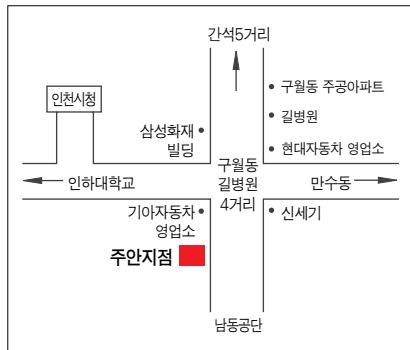 간석5거리
구월동 주공아파트
인천시청
길병원
삼성화재
빌딩
현대자동차 영업소
인하대학교
구월동
길병원
4거리
만수동
기아자동차
영업소
신세기
주안지점
남동공단